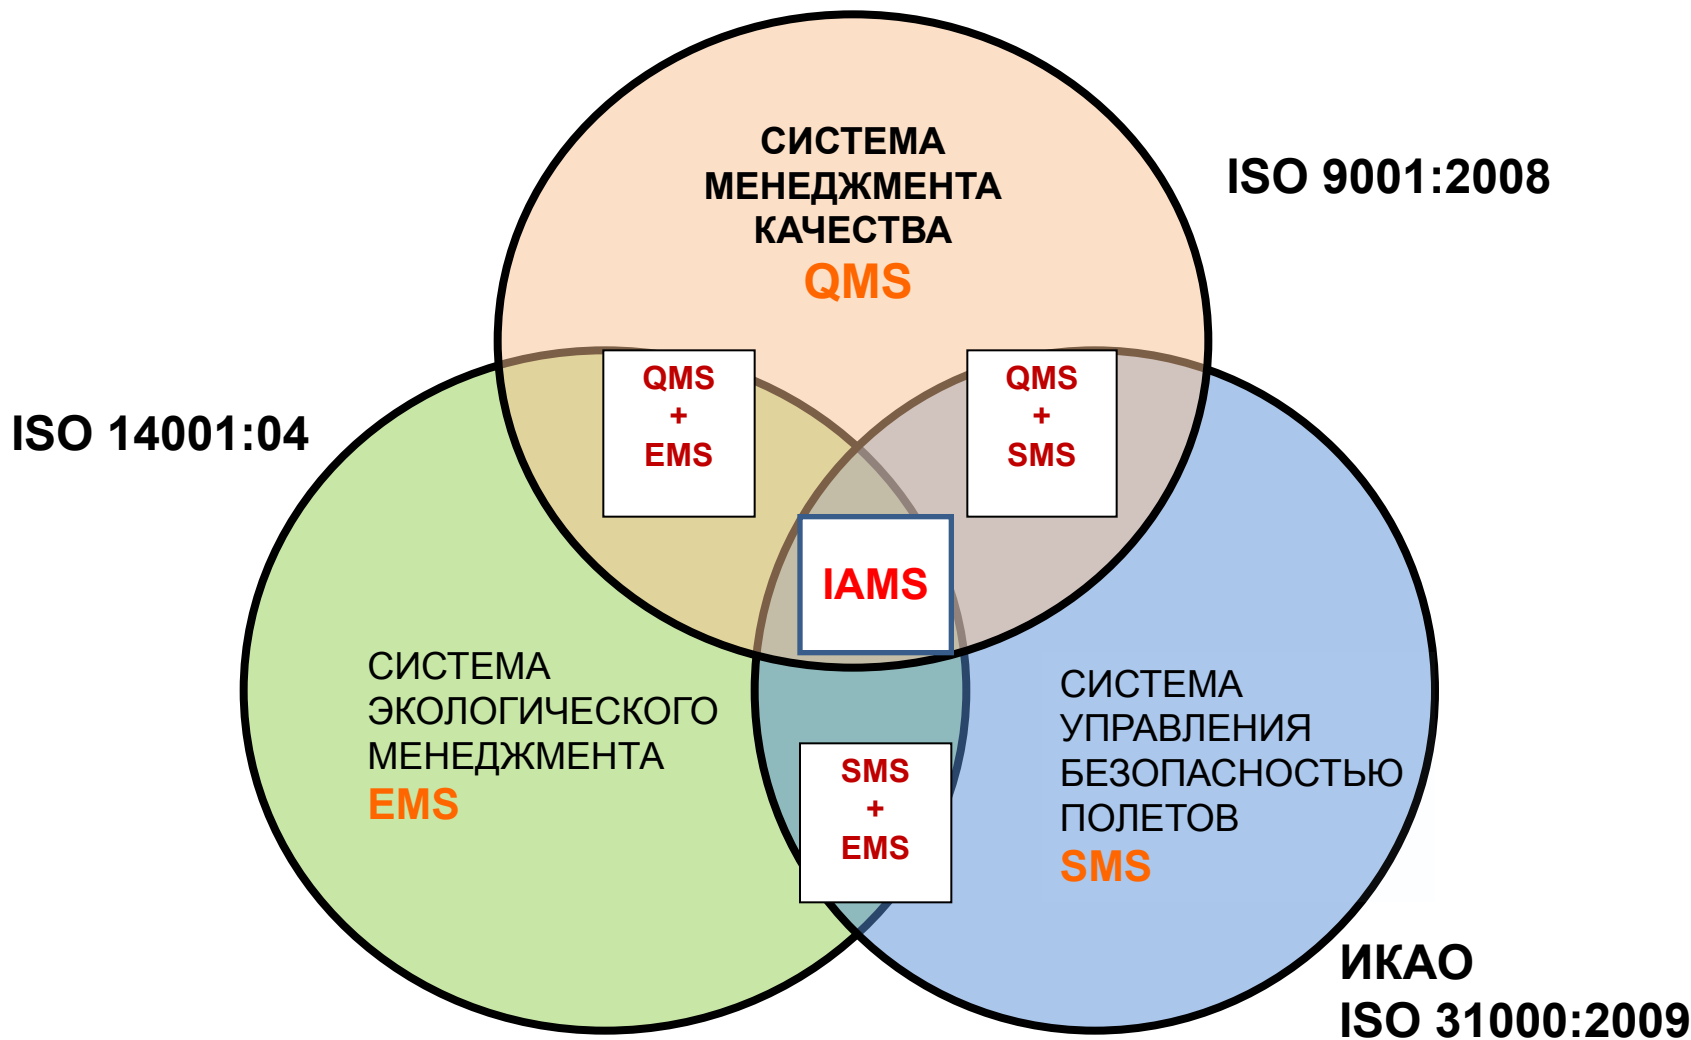 СИСТЕМА
МЕНЕДЖМЕНТА
КАЧЕСТВА
QMS
ISO 9001:2008
ISO 14001:04
QMS
+
EMS
QMS
+
SMS
IAMS
СИСТЕМА
ЭКОЛОГИЧЕСКОГО
МЕНЕДЖМЕНТА
EMS
СИСТЕМА
УПРАВЛЕНИЯ
БЕЗОПАСНОСТЬЮ
ПОЛЕТОВ
SMS
SMS
+
EMS
ИКАО
ISO 31000:2009